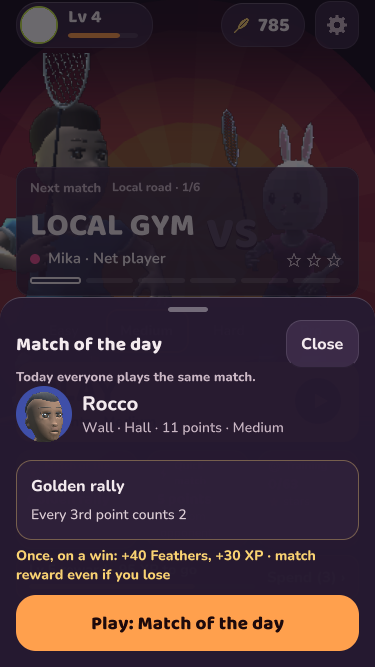 Lv 4
785
Next match Local road · 1/6
LOCAL GYM
VS
Mika · Net player
Match of the day
Close
Today everyone plays the same match.
Rocco
Wall · Hall · 11 points · Medium
Golden rally
Every 3rd point counts 2
Once, on a win: +40 Feathers, +30 XP · match
reward even if you lose
Play: Match of the day